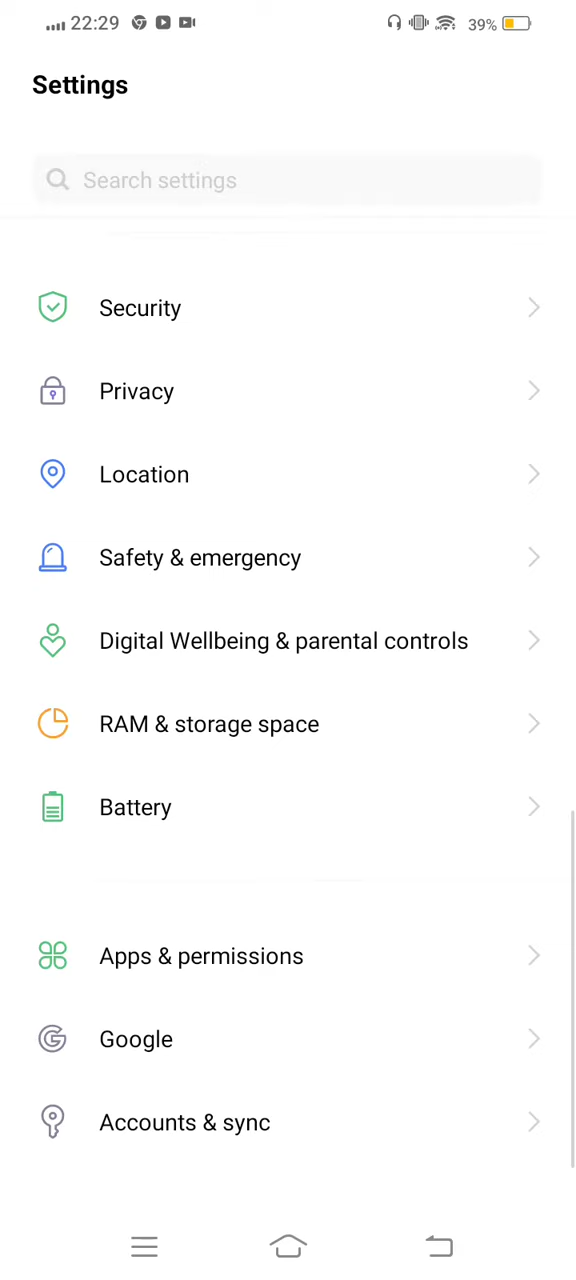 22:29 39%
Settings
Search settings
Security
Privacy
Location
Safety & emergency
Digital Wellbeing & parental controls
RAM & storage space
Battery
Apps & permissions
Google
Accounts & sync